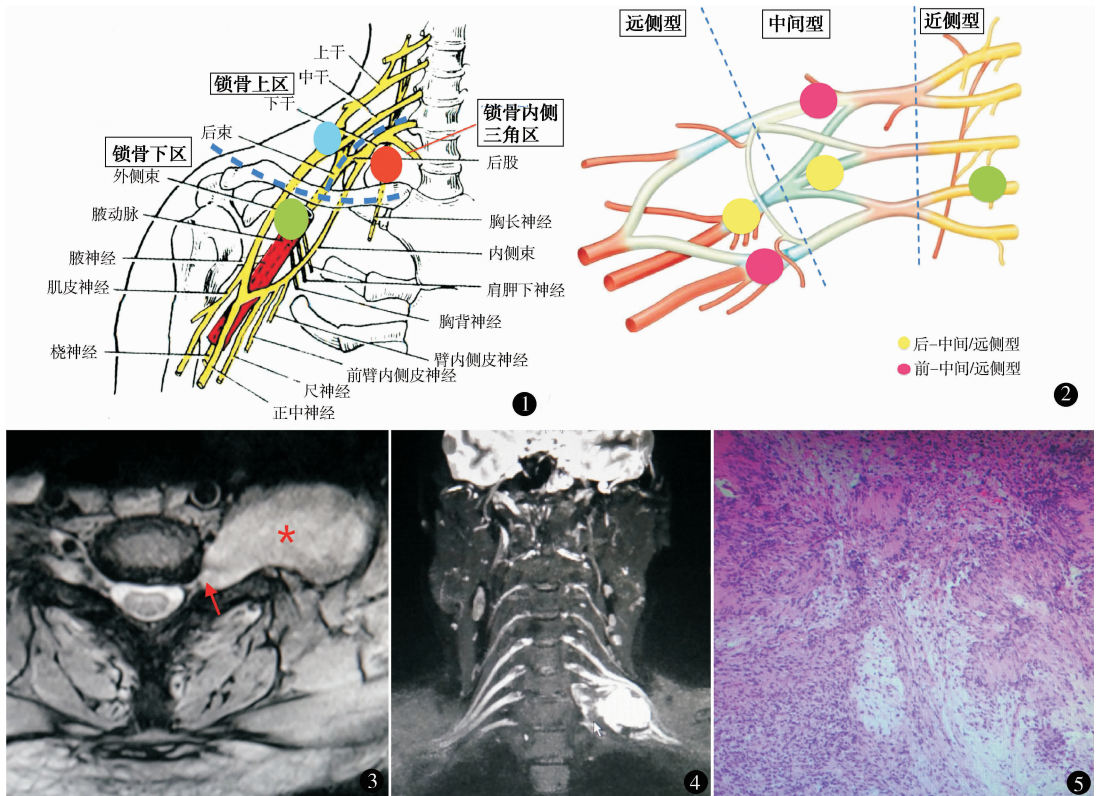 上干
中干
锁骨上区
下干
锁骨内侧
三角区
后束
锁骨下区
后股
外侧束
腋动脉
胸长神经
腋神经
内侧束
肌皮神经
肩胛下神经
胸背神经
桡神经
臂内侧皮神经
前臂内侧皮神经
尺神经
正中神经
1
远侧型
中间型
近侧型
后-中间/远侧型
前-中间/远侧型
2
*
3
4
5